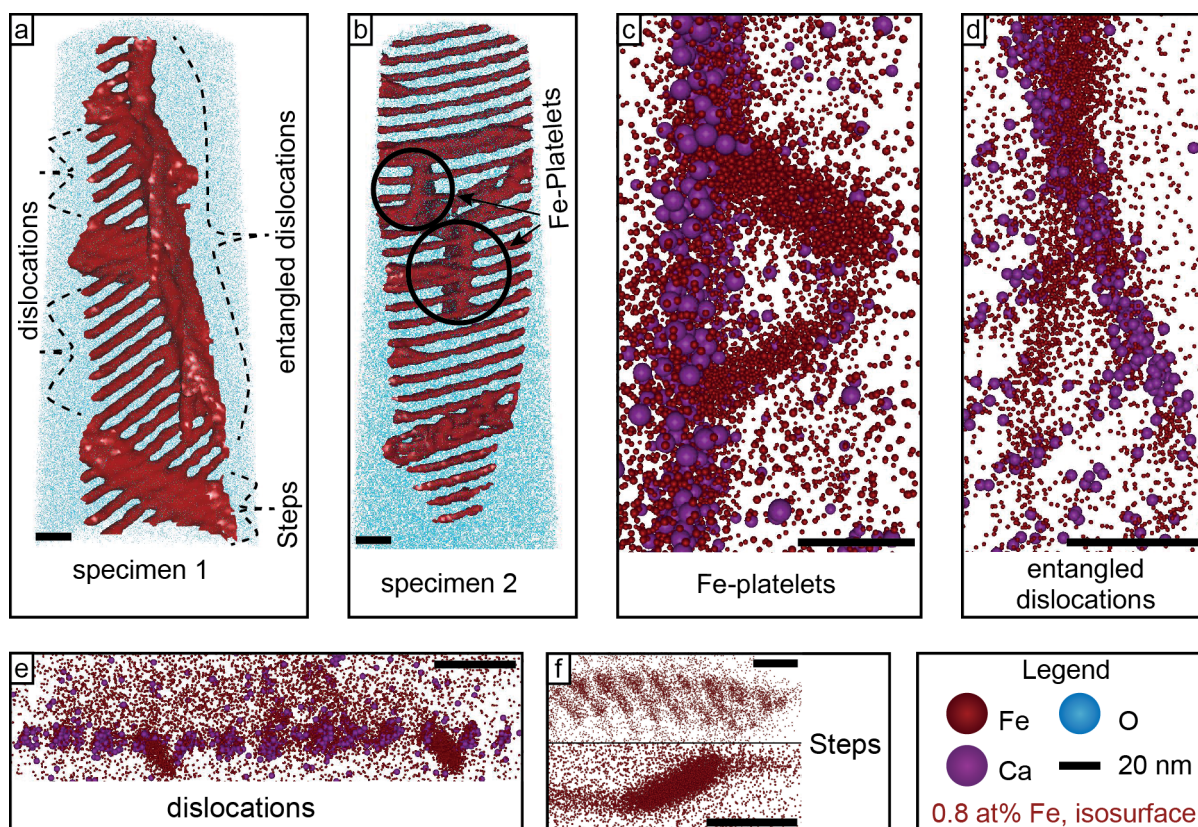 a
dislocations
entangled dislocations
Steps
specimen 1
b
Fe-Platelets
specimen 2
c
Fe-platelets
d
entangled
dislocations
e
dislocations
f
Steps
Legend
Fe
O
Ca
20 nm
0.8 at% Fe, isosurface